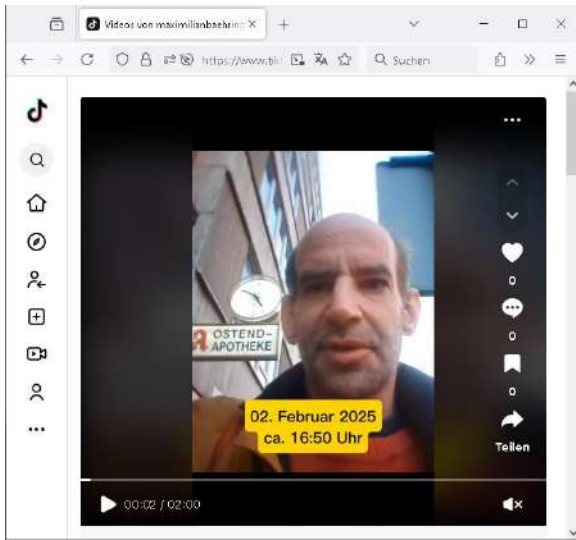 Videos von maximilianbaehring
https://www.tik
Suchen
OSTEND-
APOTHEKE
02. Februar 2025
ca. 16:50 Uhr
0
0
0
Teilen
00:02 / 02:00